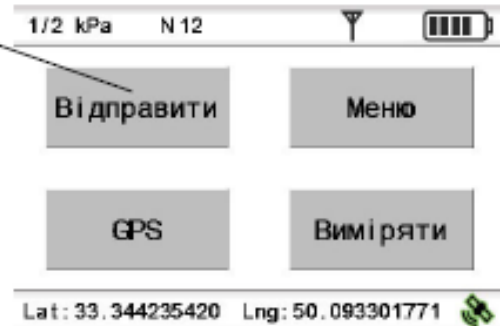 1/2 kPa N 12
Відправити Меню
GPS Виміряти
Lat: 33.344235420 Lng: 50.093301771